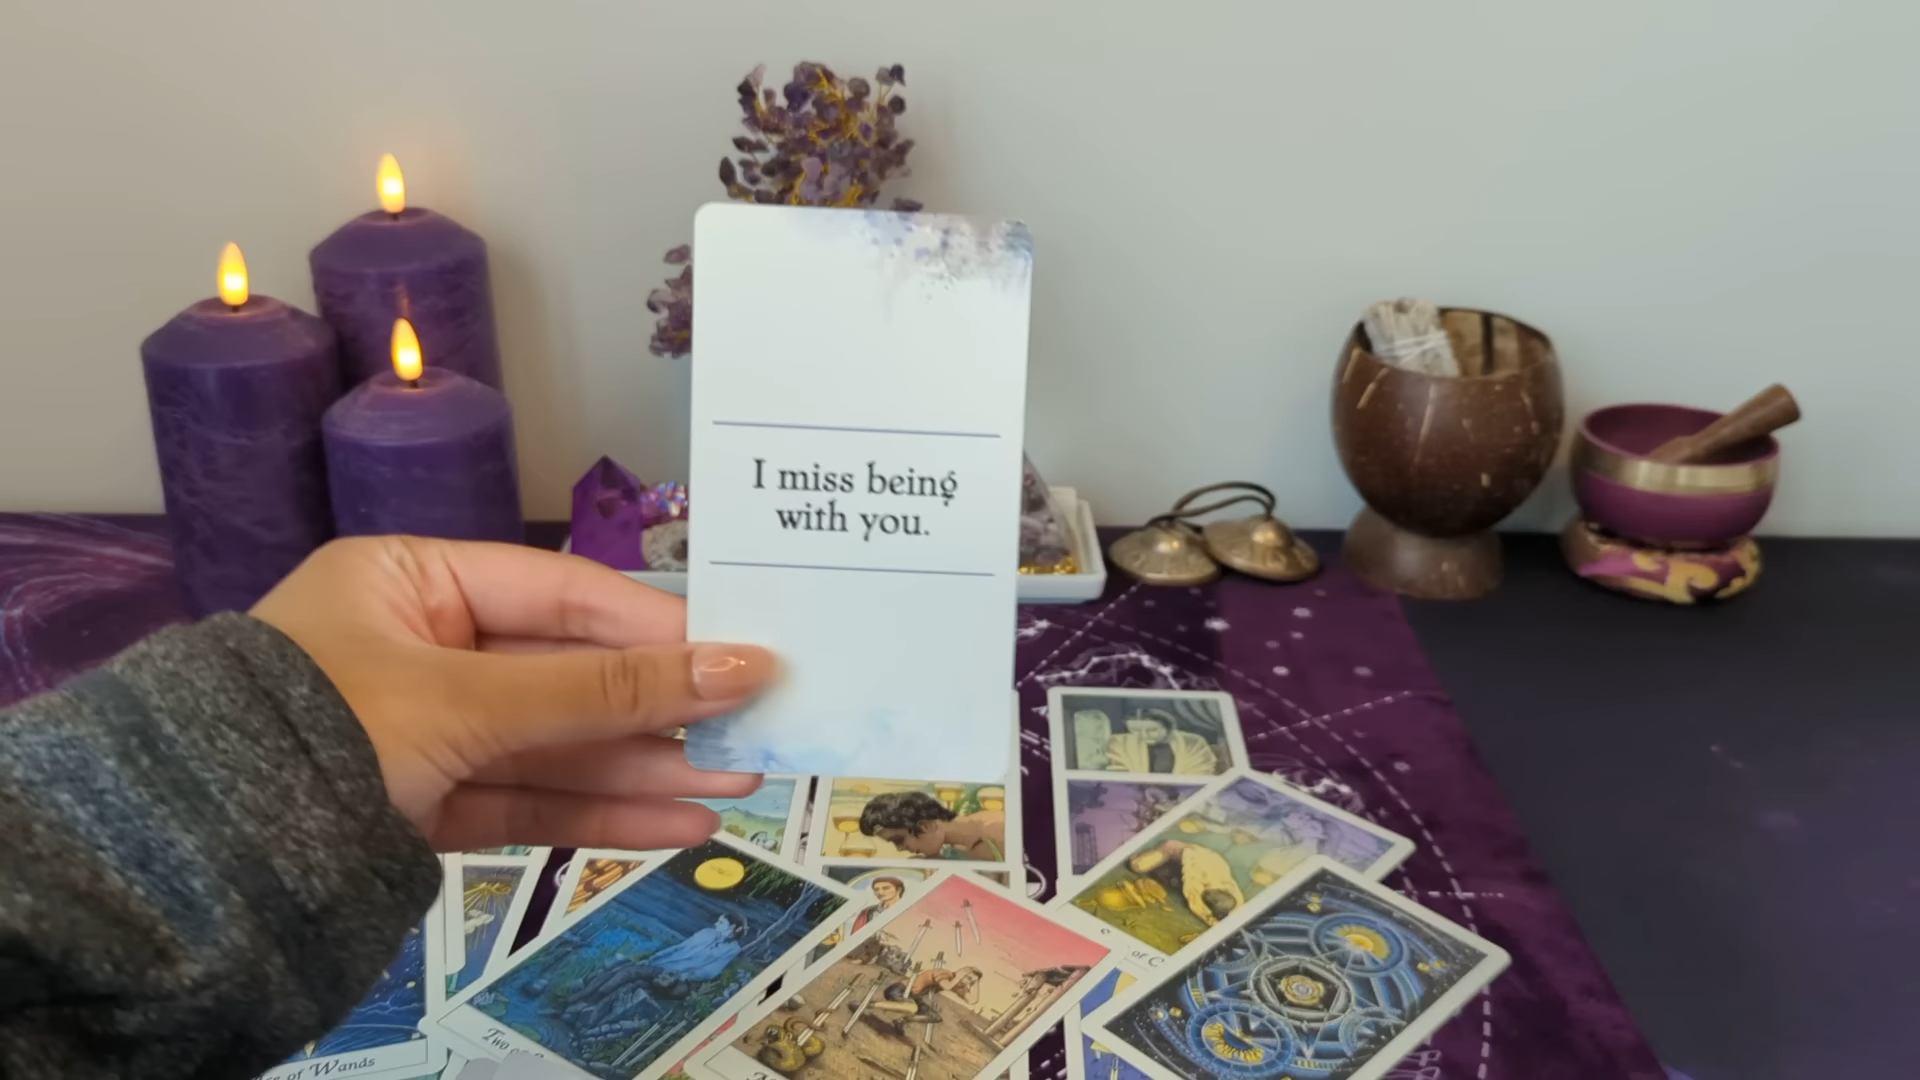 I miss being
with you.
of C
Two o
of Wands